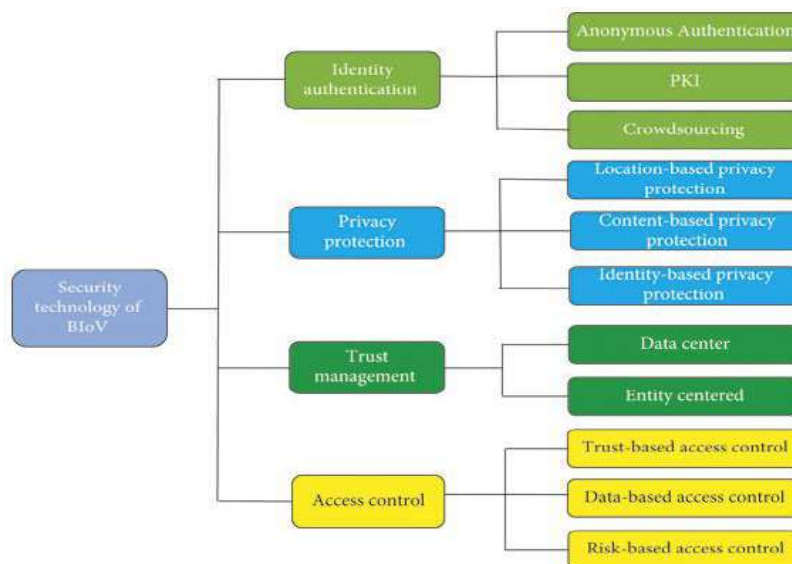 Security
technology of
BIoV
Identity
authentication
Anonymous Authentication
PKI
Crowdsourcing
Privacy
protection
Location-based privacy
protection
Content-based privacy
protection
Identity-based privacy
protection
Trust
management
Data center
Entity centered
Access control
Trust-based access control
Data-based access control
Risk-based access control